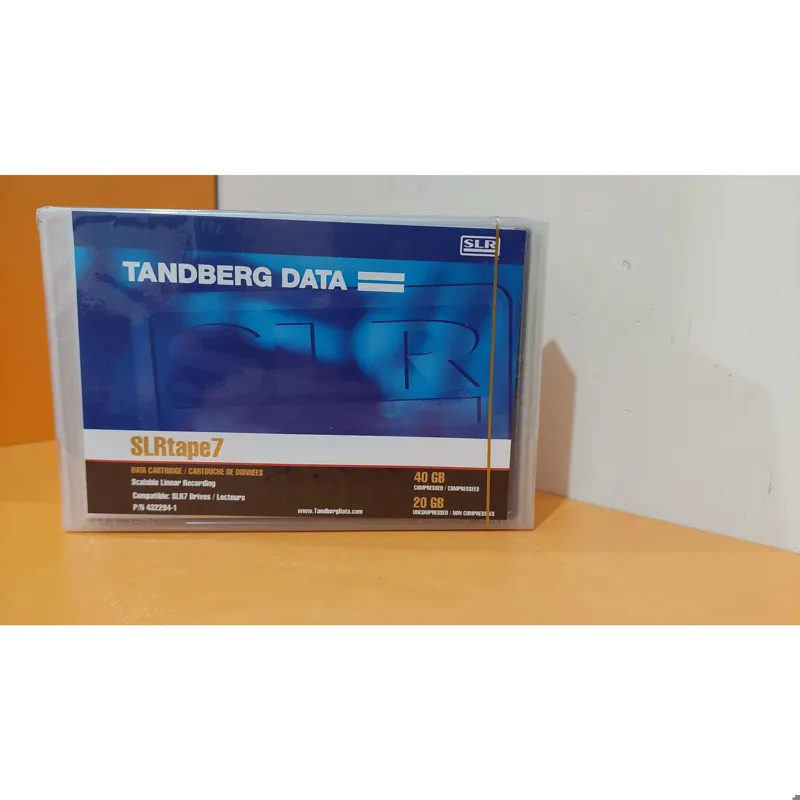 SLR
TANDBERG DATA
SLR
SLRtape7
DATA CARTRIDGE / CARTOUCHE DE DONNÉES
Scalable Linear Recording
Compatible: SLR7 Drives / Lecteurs
P/N 432294-1
www.TandbergData.com
40 GB
COMPRESSED / COMPRESSÉES
20 GB
UNCOMPRESSED / NON COMPRESSÉES